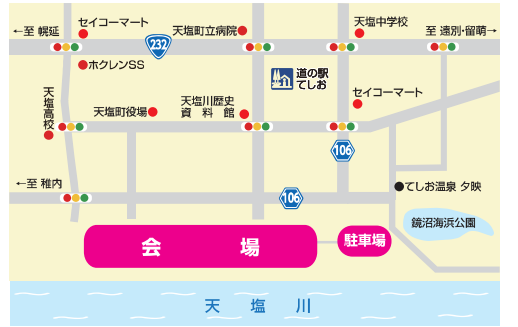 ←至 幌延
セイコーマート
232
天塩町立病院
天塩中学校
至 遠別・留萌→
ホクレンSS
道の駅
てしお
天塩高校
天塩町役場
天塩川歴史
資料館
セイコーマート
106
←至 稚内
106
てしお温泉 夕映
鏡沼海浜公園
会場
駐車場
天塩川